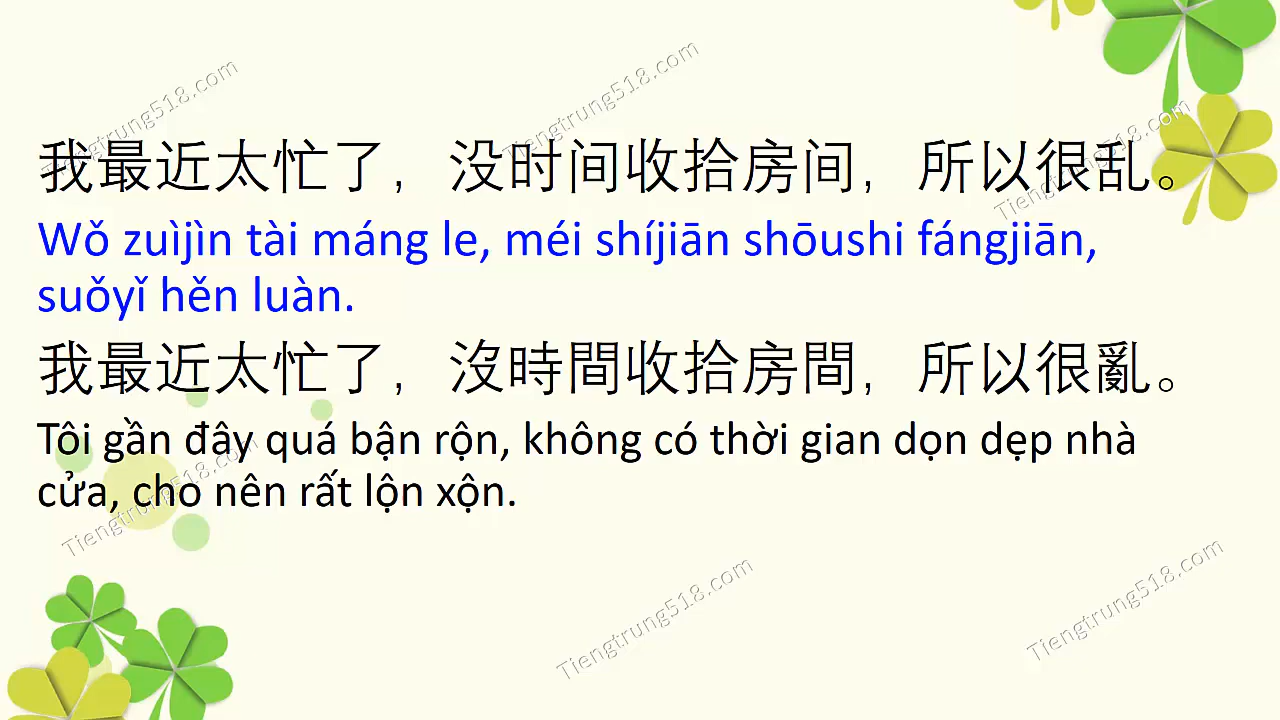 我最近太忙了，没时间收拾房间，所以很乱。
Wǒ zuìjìn tài máng le, méi shíjiān shōushi fángjiān,
suǒyǐ hěn luàn.
我最近太忙了，沒時間收拾房間，所以很亂。
Tôi gần đây quá bận rộn, không có thời gian dọn dẹp nhà
cửa, cho nên rất lộn xộn.
Tiengtrung518.com
Tiengtrung518.com
Tiengtrung518.com
Tiengtrung518.com
Tiengtrung518.com
Tiengtrung518.com